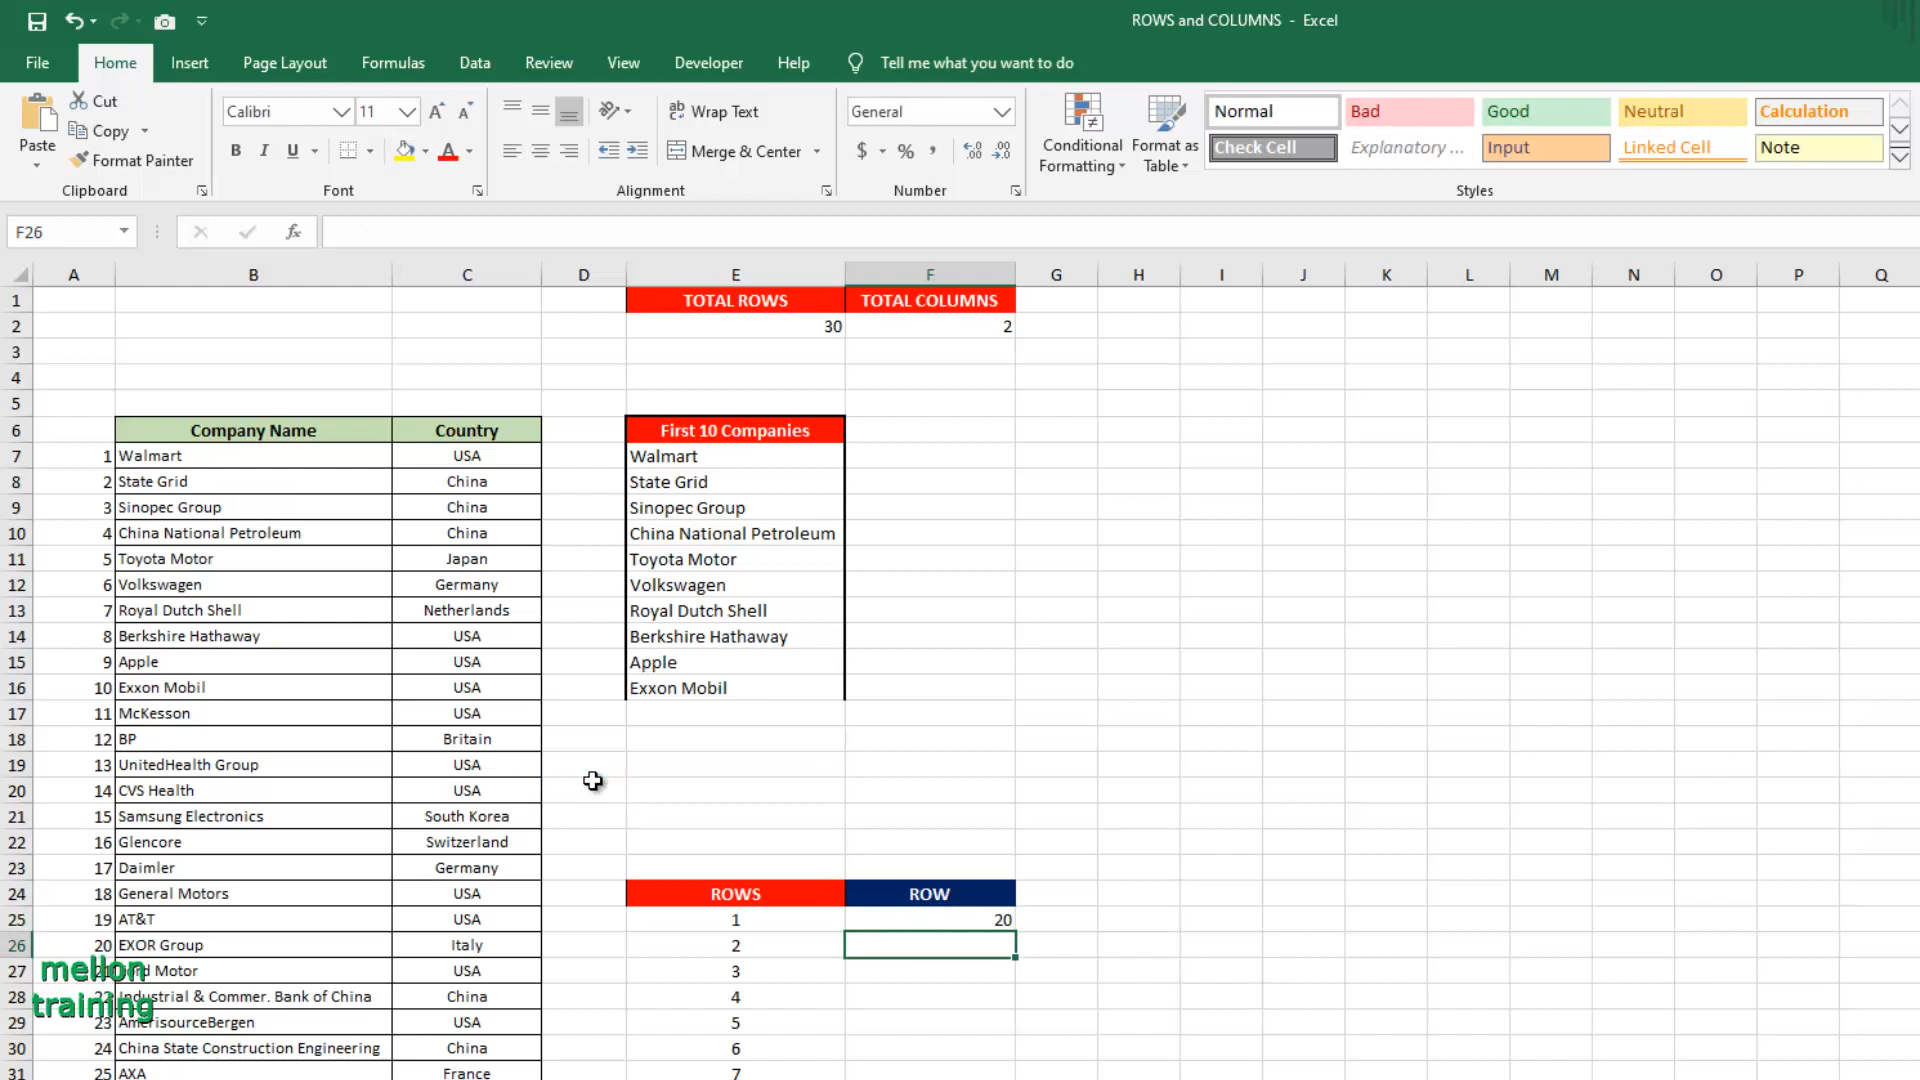 ROWS and COLUMNS - Excel
File Home Insert Page Layout Formulas Data Review View Developer Help Tell me what you want to do
Paste
Cut
Copy
Format Painter
Clipboard
Calibri 11
B I U
Font
Wrap Text
Merge & Center
Alignment
General
$ % ,
Number
Conditional Formatting
Format as Table
Normal Bad Good Neutral Calculation
Check Cell Explanatory ... Input Linked Cell Note
Styles
F26 fx
A B C D E F G H I J K L M N O P Q
1 TOTAL ROWS TOTAL COLUMNS
2 30 2
3
4
5
6 Company Name Country First 10 Companies
7 1 Walmart USA Walmart
8 2 State Grid China State Grid
9 3 Sinopec Group China Sinopec Group
10 4 China National Petroleum China China National Petroleum
11 5 Toyota Motor Japan Toyota Motor
12 6 Volkswagen Germany Volkswagen
13 7 Royal Dutch Shell Netherlands Royal Dutch Shell
14 8 Berkshire Hathaway USA Berkshire Hathaway
15 9 Apple USA Apple
16 10 Exxon Mobil USA Exxon Mobil
17 11 McKesson USA
18 12 BP Britain
19 13 UnitedHealth Group USA
20 14 CVS Health USA
21 15 Samsung Electronics South Korea
22 16 Glencore Switzerland
23 17 Daimler Germany
24 18 General Motors USA ROWS ROW
25 19 AT&T USA 1 20
26 20 EXOR Group Italy 2
27 21 Ford Motor USA 3
28 22 Industrial & Commer. Bank of China China 4
29 23 AmerisourceBergen USA 5
30 24 China State Construction Engineering China 6
31 25 AXA France 7
mellon
training